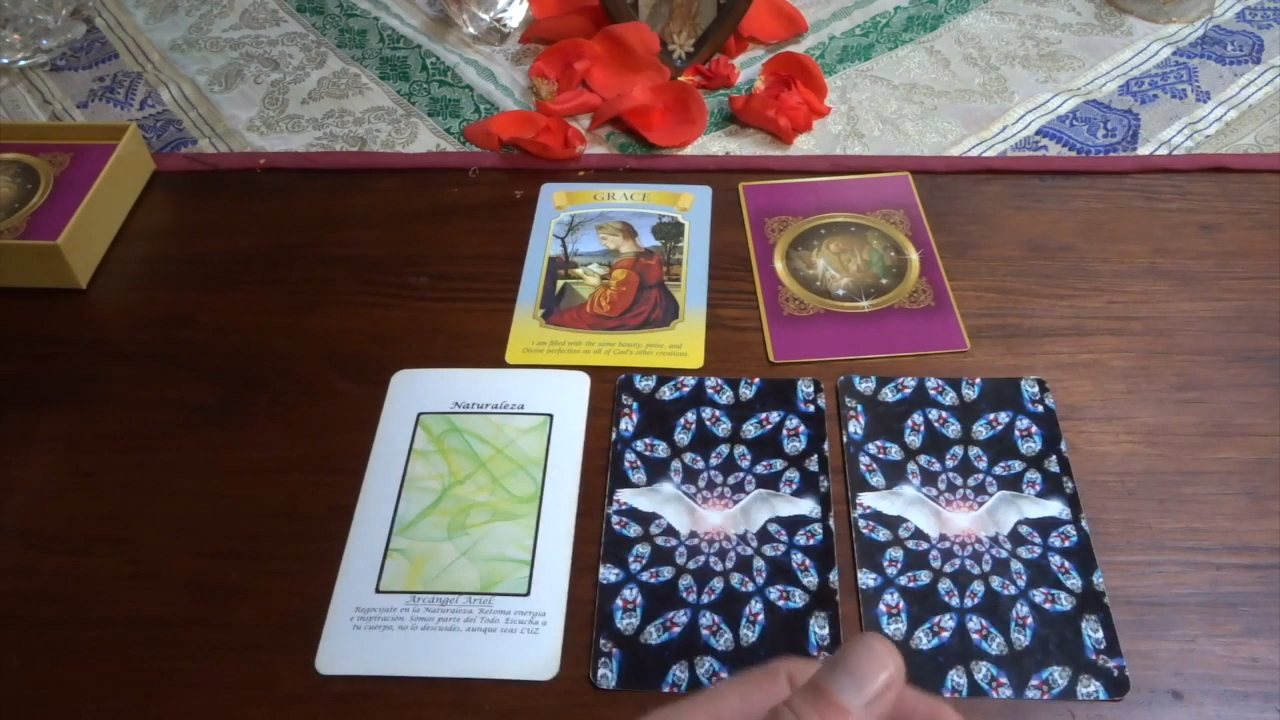 GRACE
I am filled with the same beauty, poise, and
Divine perfection as all of God's other creations.
Naturaleza
Arcángel Ariel
Regocíjate en la Naturaleza. Retoma energía
e inspiración. Somos parte del Todo. Escucha a
tu cuerpo, no lo descuides, aunque seas LUZ